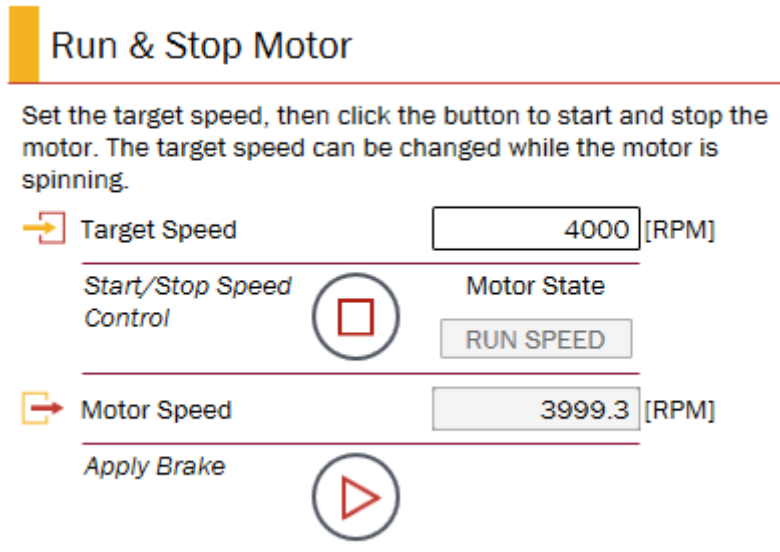 Run & Stop Motor
Set the target speed, then click the button to start and stop the
motor. The target speed can be changed while the motor is
spinning.
Target Speed 4000 [RPM]
Start/Stop Speed Control Motor State
RUN SPEED
Motor Speed 3999.3 [RPM]
Apply Brake